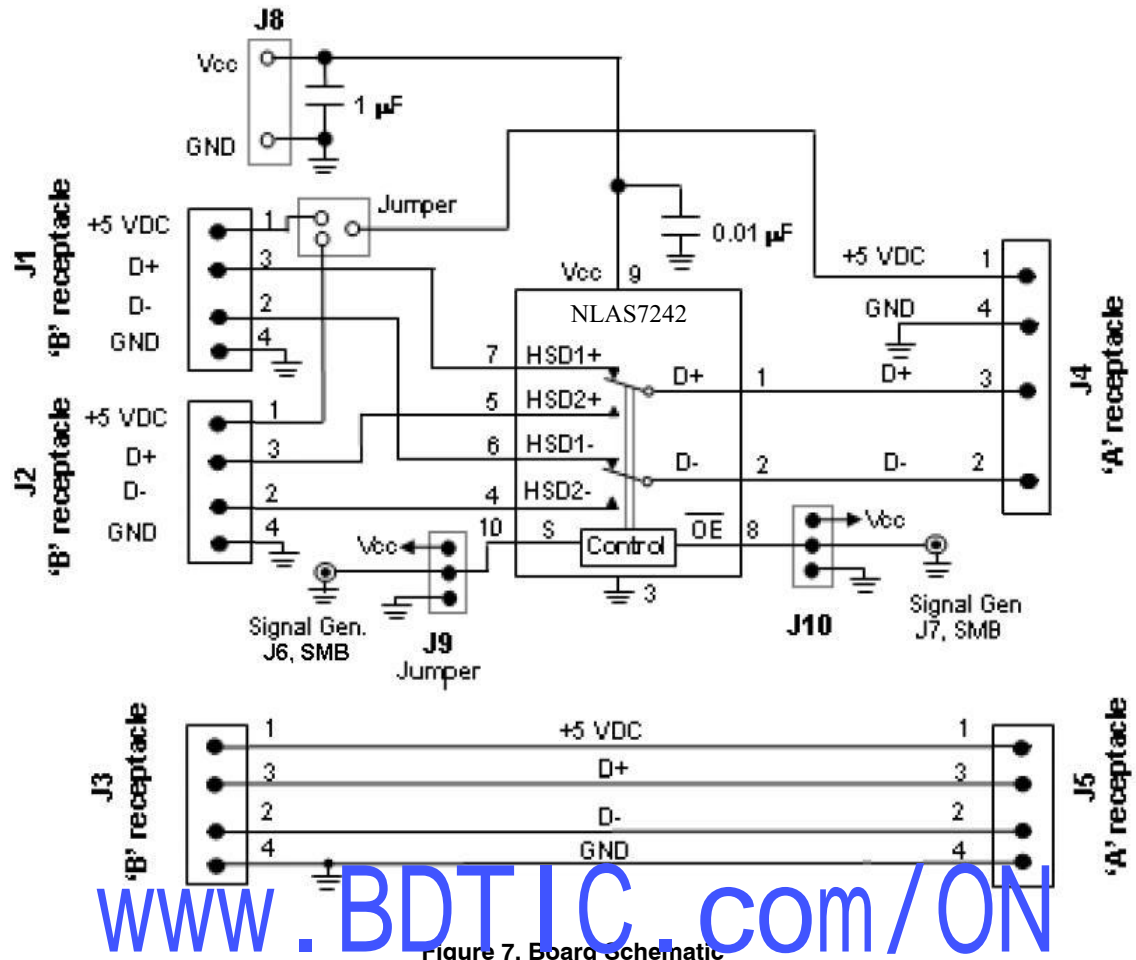 J8
Vcc
1 µF
GND
J1
'B' receptacle
+5 VDC
1
D+
3
D-
2
GND
4
Jumper
0.01 µF
Vcc
9
NLAS7242
7
HSD1+
5
HSD2+
6
HSD1-
4
HSD2-
10
S
Control
OE
8
3
D+
1
D-
2
J2
'B' receptacle
+5 VDC
1
D+
3
D-
2
GND
4
+5 VDC
1
GND
4
D+
3
D-
2
J4
'A' receptacle
Vcc
Signal Gen.
J6, SMB
J9
Jumper
Vcc
J10
Signal Gen
J7, SMB
J3
'B' receptacle
1
+5 VDC
1
3
D+
3
2
D-
2
4
GND
4
J5
'A' receptacle
www.BDTIC.com/ON
Figure 7. Board Schematic